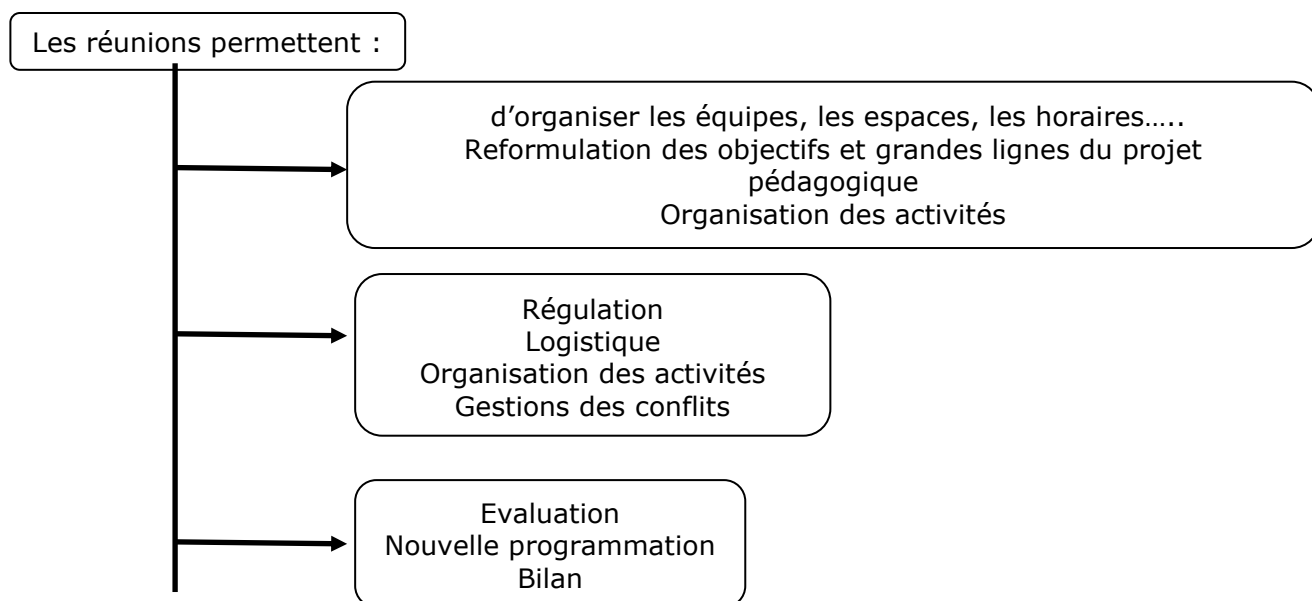 Les réunions permettent :
d’organiser les équipes, les espaces, les horaires…..
Reformulation des objectifs et grandes lignes du projet
pédagogique
Organisation des activités
Régulation
Logistique
Organisation des activités
Gestions des conflits
Evaluation
Nouvelle programmation
Bilan